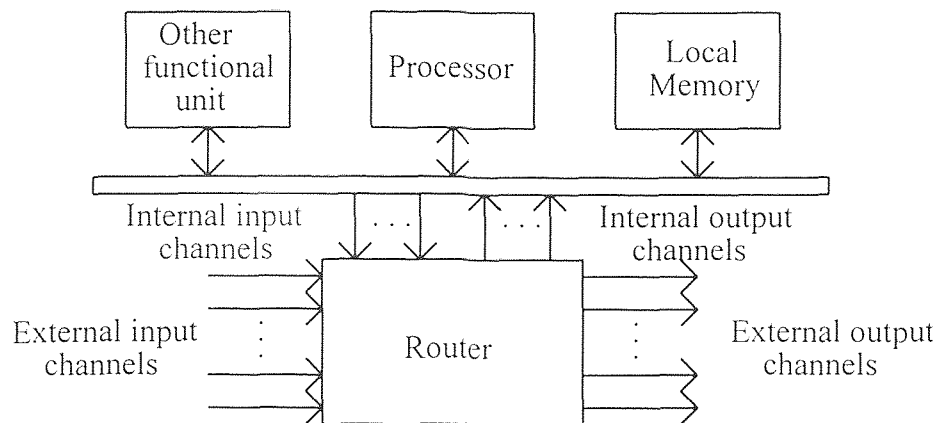 Other
functional
unit
Processor
Local
Memory
Internal input
channels
. . .
. . .
Internal output
channels
External input
channels
Router
External output
channels